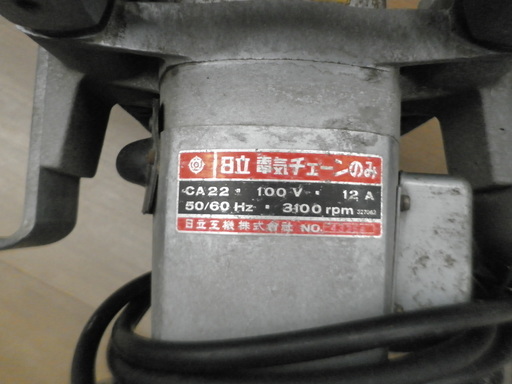 日立 電気チェーンのみ
CA22・ 100 V・ 12 A
50/60 Hz・3100 rpm 327063
日立工機株式会社 NO.